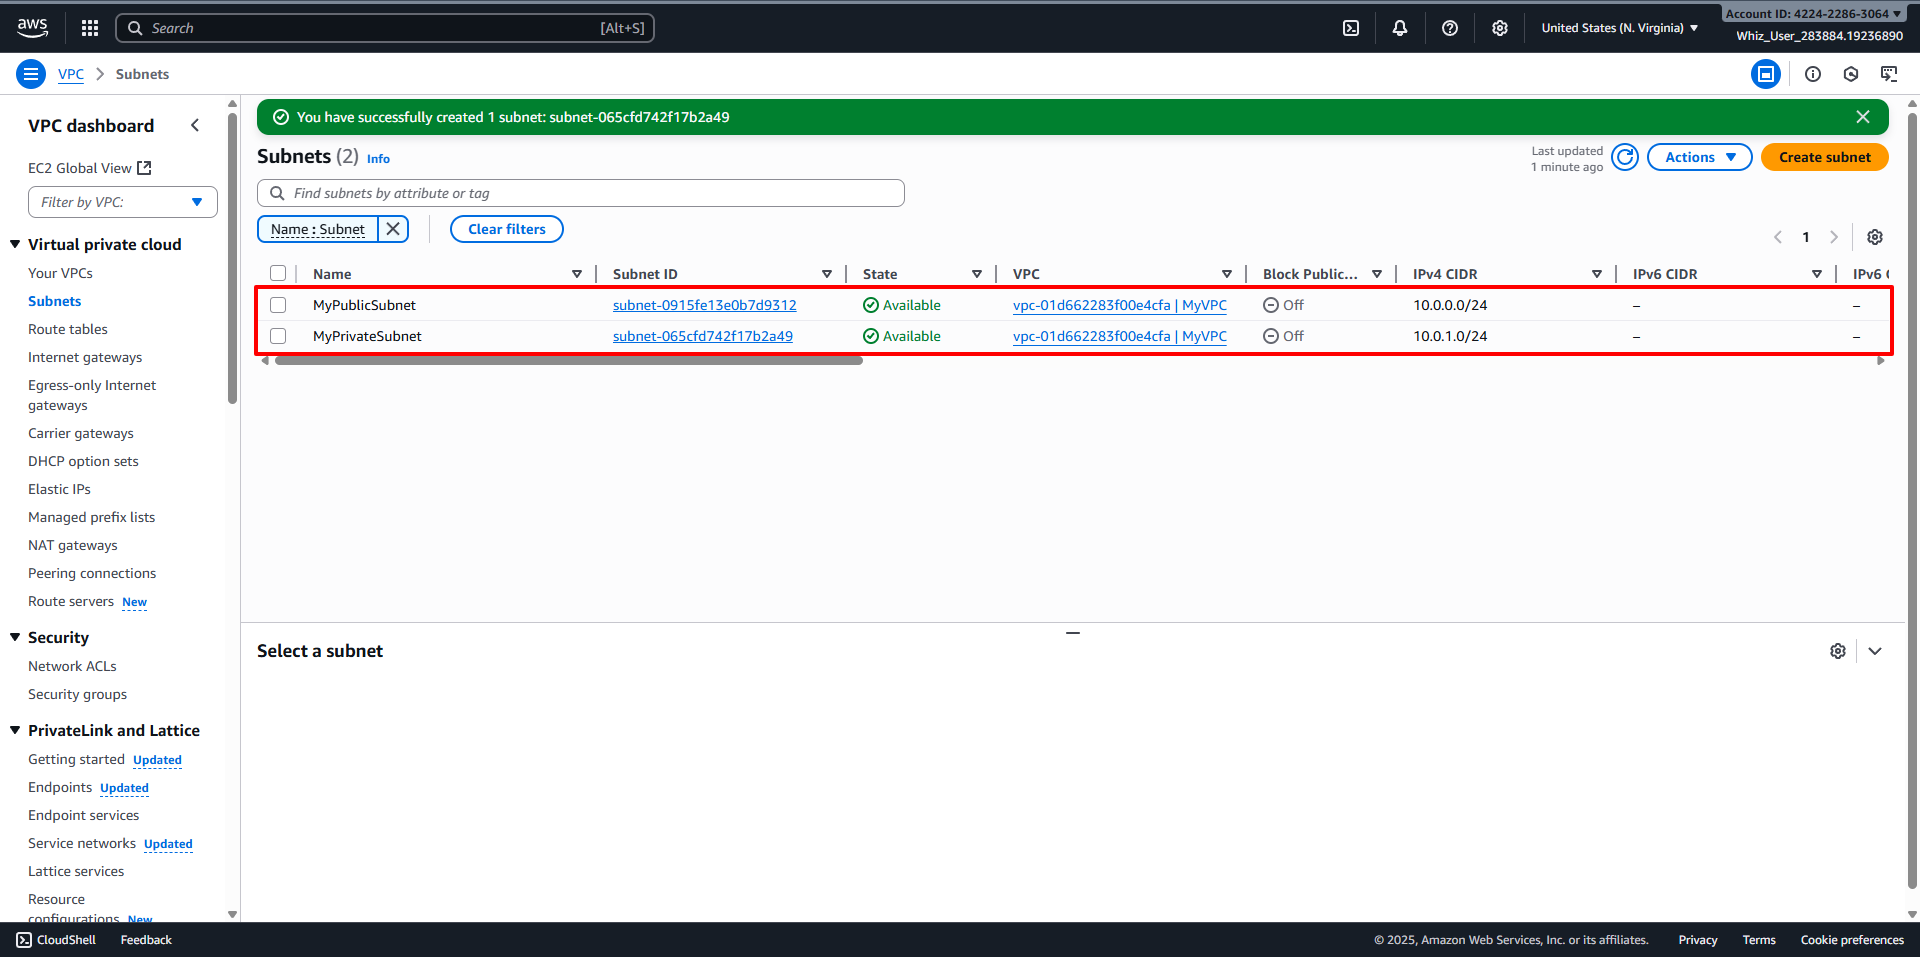 aws
Search [Alt+S]
United States (N. Virginia)
Account ID: 4224-2286-3064
Whiz_User_283884.19236890
VPC > Subnets
VPC dashboard
EC2 Global View
Filter by VPC:
Virtual private cloud
Your VPCs
Subnets
Route tables
Internet gateways
Egress-only Internet
gateways
Carrier gateways
DHCP option sets
Elastic IPs
Managed prefix lists
NAT gateways
Peering connections
Route servers New
Security
Network ACLs
Security groups
PrivateLink and Lattice
Getting started Updated
Endpoints Updated
Endpoint services
Service networks Updated
Lattice services
Resource
configurations New
You have successfully created 1 subnet: subnet-065cfd742f17b2a49
Subnets (2) Info
Last updated
1 minute ago
Actions
Create subnet
Find subnets by attribute or tag
Name : Subnet
Clear filters
1
Name Subnet ID State VPC Block Public... IPv4 CIDR IPv6 CIDR IPv6 C
MyPublicSubnet subnet-0915fe13e0b7d9312 Available vpc-01d662283f00e4cfa | MyVPC Off 10.0.0.0/24 – –
MyPrivateSubnet subnet-065cfd742f17b2a49 Available vpc-01d662283f00e4cfa | MyVPC Off 10.0.1.0/24 – –
Select a subnet
CloudShell Feedback
© 2025, Amazon Web Services, Inc. or its affiliates. Privacy Terms Cookie preferences